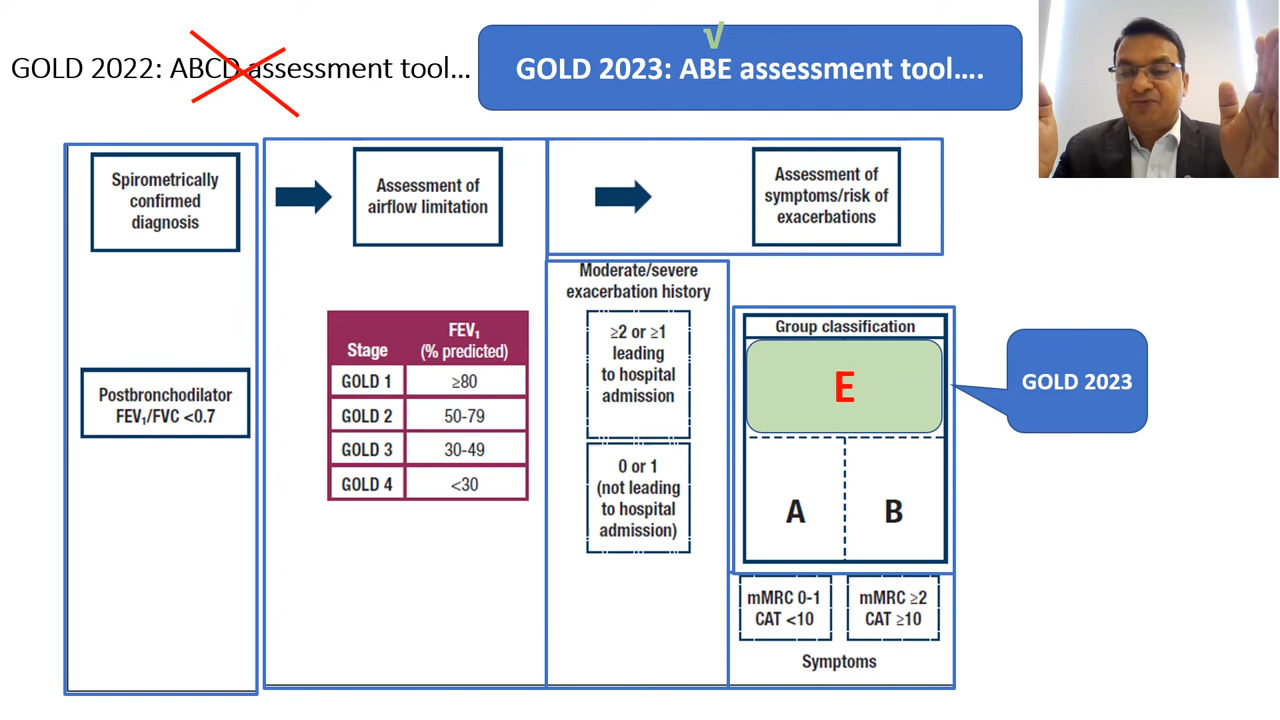 GOLD 2022: ABCD assessment tool...
√
GOLD 2023: ABE assessment tool....
Spirometrically
confirmed
diagnosis
Assessment of
airflow limitation
Assessment of
symptoms/risk of
exacerbations
Postbronchodilator
FEV₁/FVC <0.7
Stage
FEV₁
(% predicted)
GOLD 1
≥80
GOLD 2
50-79
GOLD 3
30-49
GOLD 4
<30
Moderate/severe
exacerbation history
≥2 or ≥1
leading
to hospital
admission
0 or 1
(not leading
to hospital
admission)
Group classification
E
A
B
GOLD 2023
mMRC 0-1
CAT <10
mMRC ≥2
CAT ≥10
Symptoms